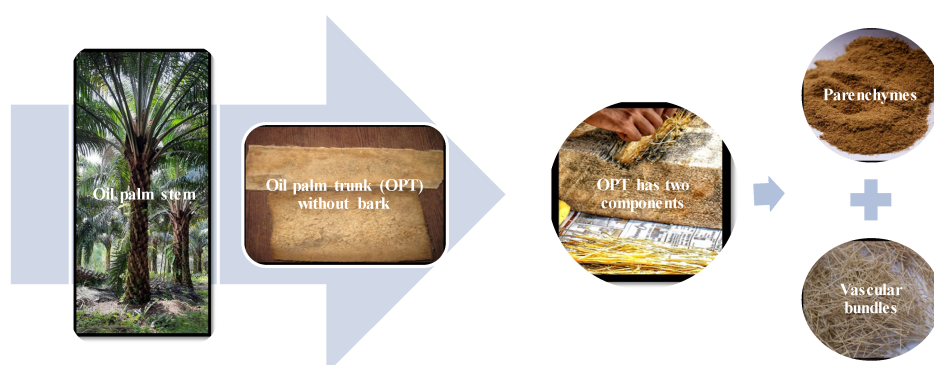 Oil palm stem
Oil palm trunk (OPT)
without bark
OPT has two
components
Parenchymes
Vascular
bundles